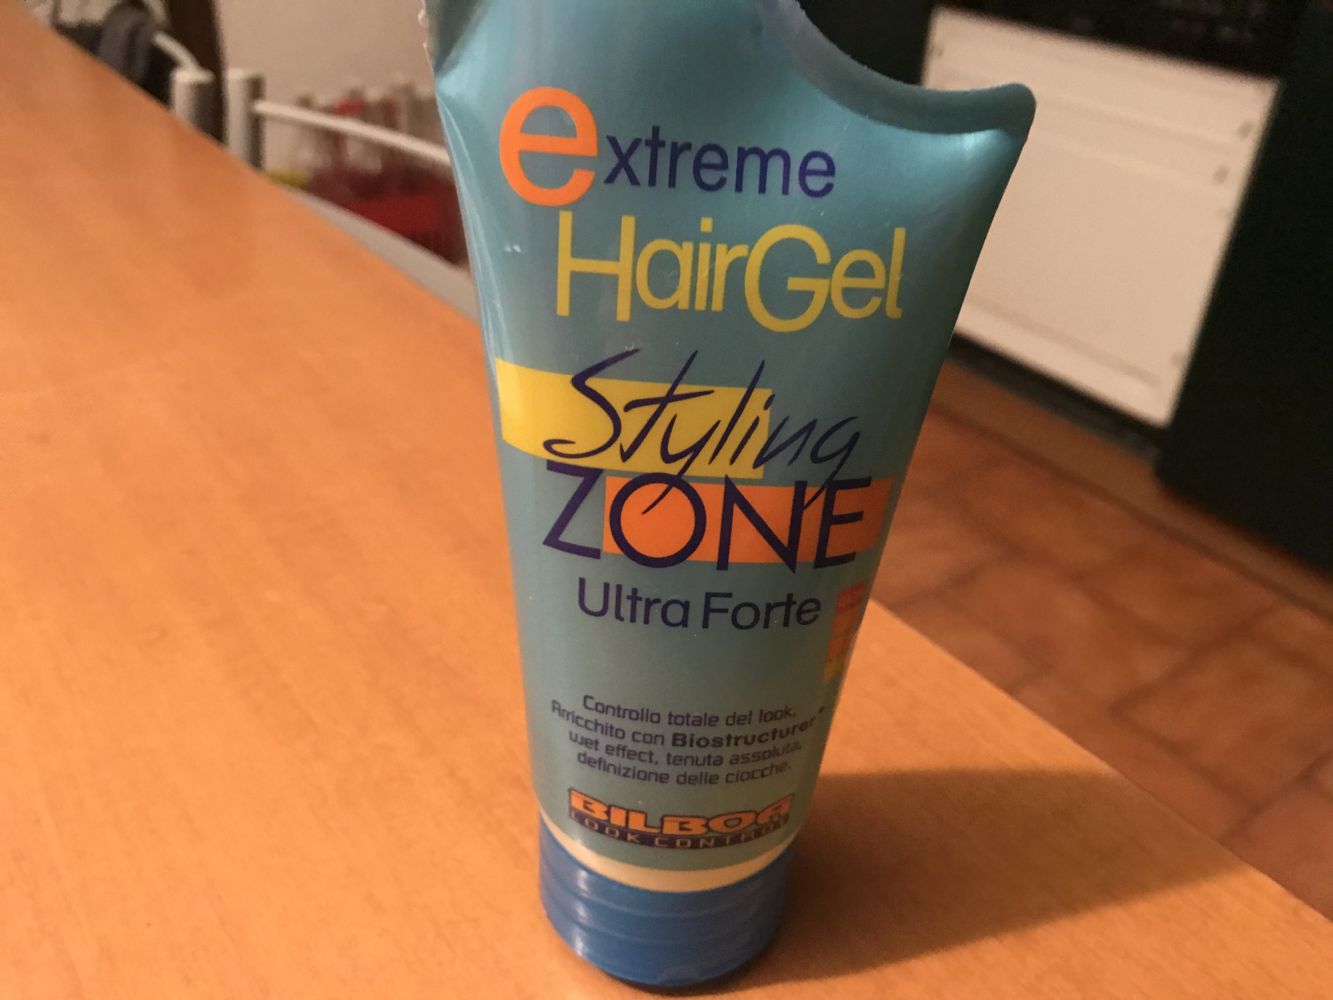 extreme
HairGel
Styling
ZONE
Ultra Forte
Controllo totale del look,
Arricchito con Biostructurer*
wet effect, tenuta assoluta,
definizione delle ciocche.
BILBOA
LOOK CONTROL